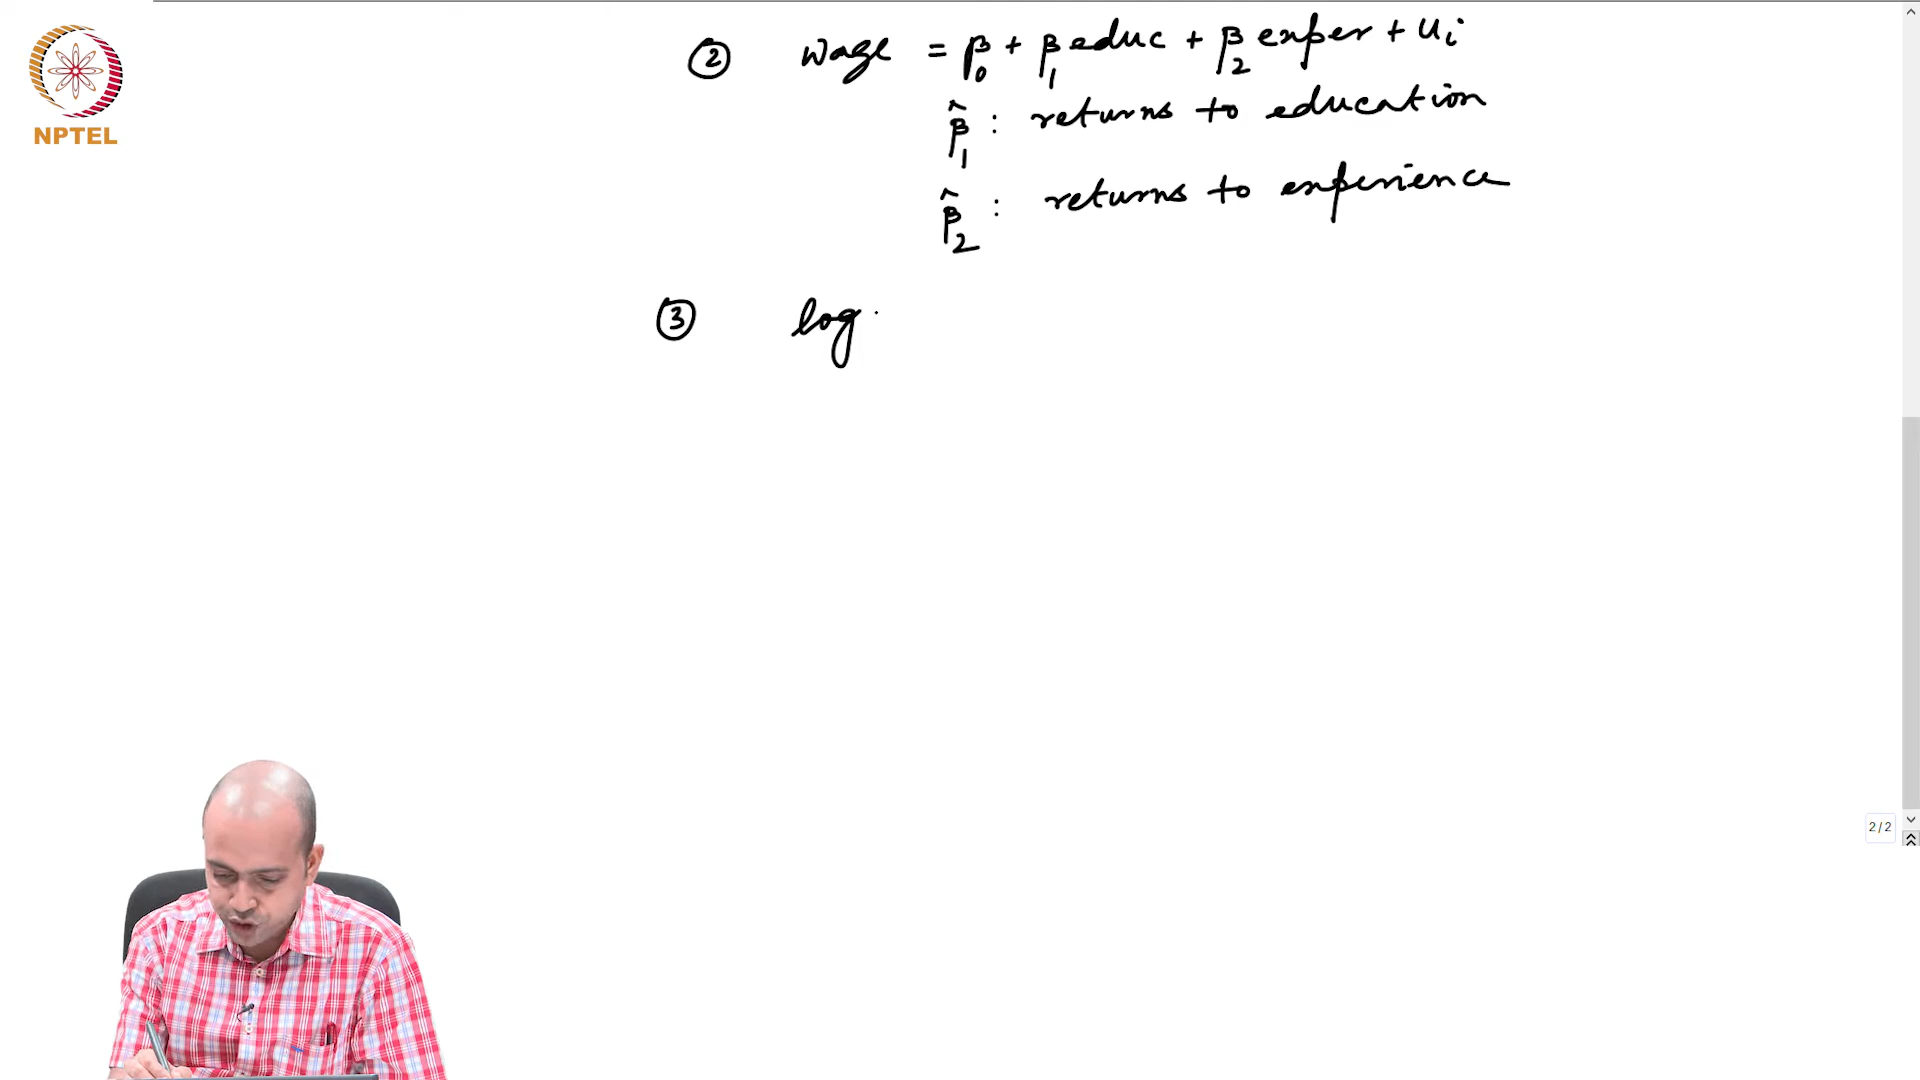 NPTEL
② wage = β₀ + β₁ educ + β₂ exper + uᵢ
β̂₁ : returns to education
β̂₂ : returns to experience
③ log
2/2